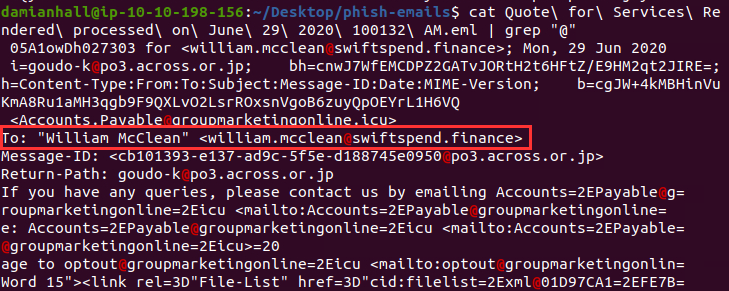 damianhall@ip-10-10-198-156:~/Desktop/phish-emails$ cat Quote\ for\ Services\ Re
ndered\ processed\ on\ June\ 29\ 2020\ 100132\ AM.eml | grep "@"
 05A1owDh027303 for <william.mcclean@swiftspend.finance>; Mon, 29 Jun 2020
 i=goudo-k@po3.across.or.jp;    bh=cnwJ7WfEMCDPZ2GATvJORtH2t6HFtZ/E9HM2qt2JIRE=;
h=Content-Type:From:To:Subject:Message-ID:Date:MIME-Version;    b=cgJW+4kMBHinVu
KmA8Ru1aMH3qgb9F9QXLvO2LsrROxsnVgoB6zuyQpOEYrL1H6VQ
 <Accounts.Payable@groupmarketingonline.icu>
To: "William McClean" <william.mcclean@swiftspend.finance>
Message-ID: <cb101393-e137-ad9c-5f5e-d188745e0950@po3.across.or.jp>
Return-Path: goudo-k@po3.across.or.jp
If you have any queries, please contact us by emailing Accounts=2EPayable@g=
roupmarketingonline=2Eicu <mailto:Accounts=2EPayable@groupmarketingonline=
e: Accounts=2EPayable@groupmarketingonline=2Eicu <mailto:Accounts=2EPayable=
@groupmarketingonline=2Eicu>=20
age to optout@groupmarketingonline=2Eicu <mailto:optout@groupmarketingonline=
Word 15"><link rel=3D"File-List" href=3D"cid:filelist=2Exml@01D97CA1=2EFE7B=